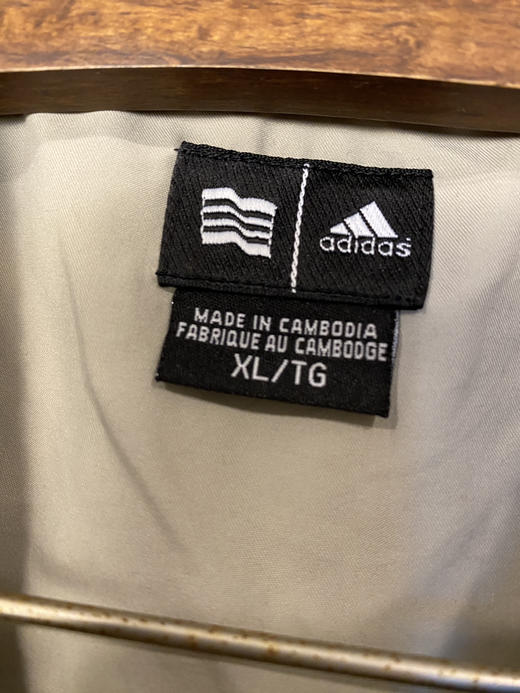 adidas
MADE IN CAMBODIA
FABRIQUE AU CAMBODGE
XL/TG